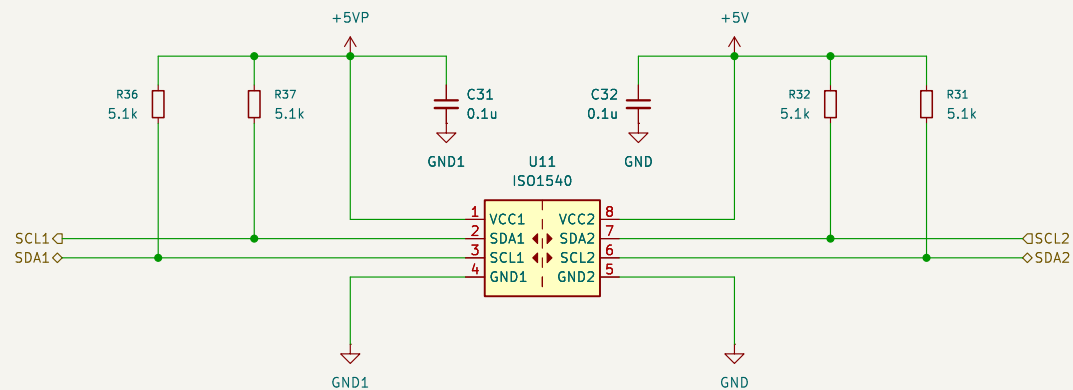 +5VP
+5V
R36
5.1k
R37
5.1k
C31
0.1u
GND1
C32
0.1u
GND
R32
5.1k
R31
5.1k
U11
ISO1540
1 VCC1 VCC2 8
SCL1 2 SDA1 SDA2 7 SCL2
SDA1 3 SCL1 SCL2 6 SDA2
4 GND1 GND2 5
GND1
GND